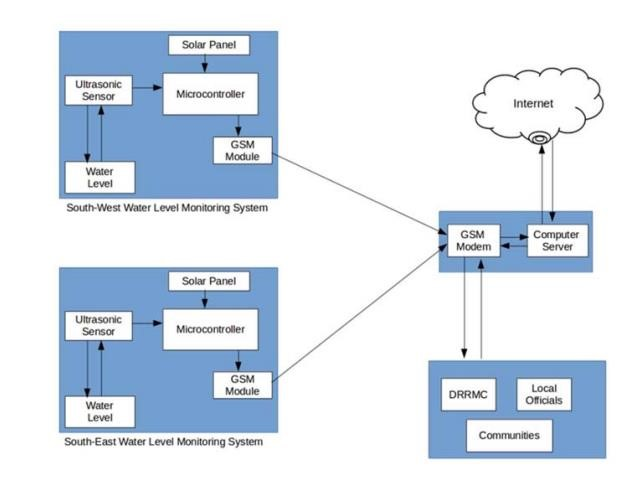 Solar Panel
Ultrasonic
Sensor
Microcontroller
GSM
Module
Water
Level
South-West Water Level Monitoring System
Internet
GSM
Modem
Computer
Server
Solar Panel
Ultrasonic
Sensor
Microcontroller
GSM
Module
Water
Level
South-East Water Level Monitoring System
DRRMC
Local
Officials
Communities